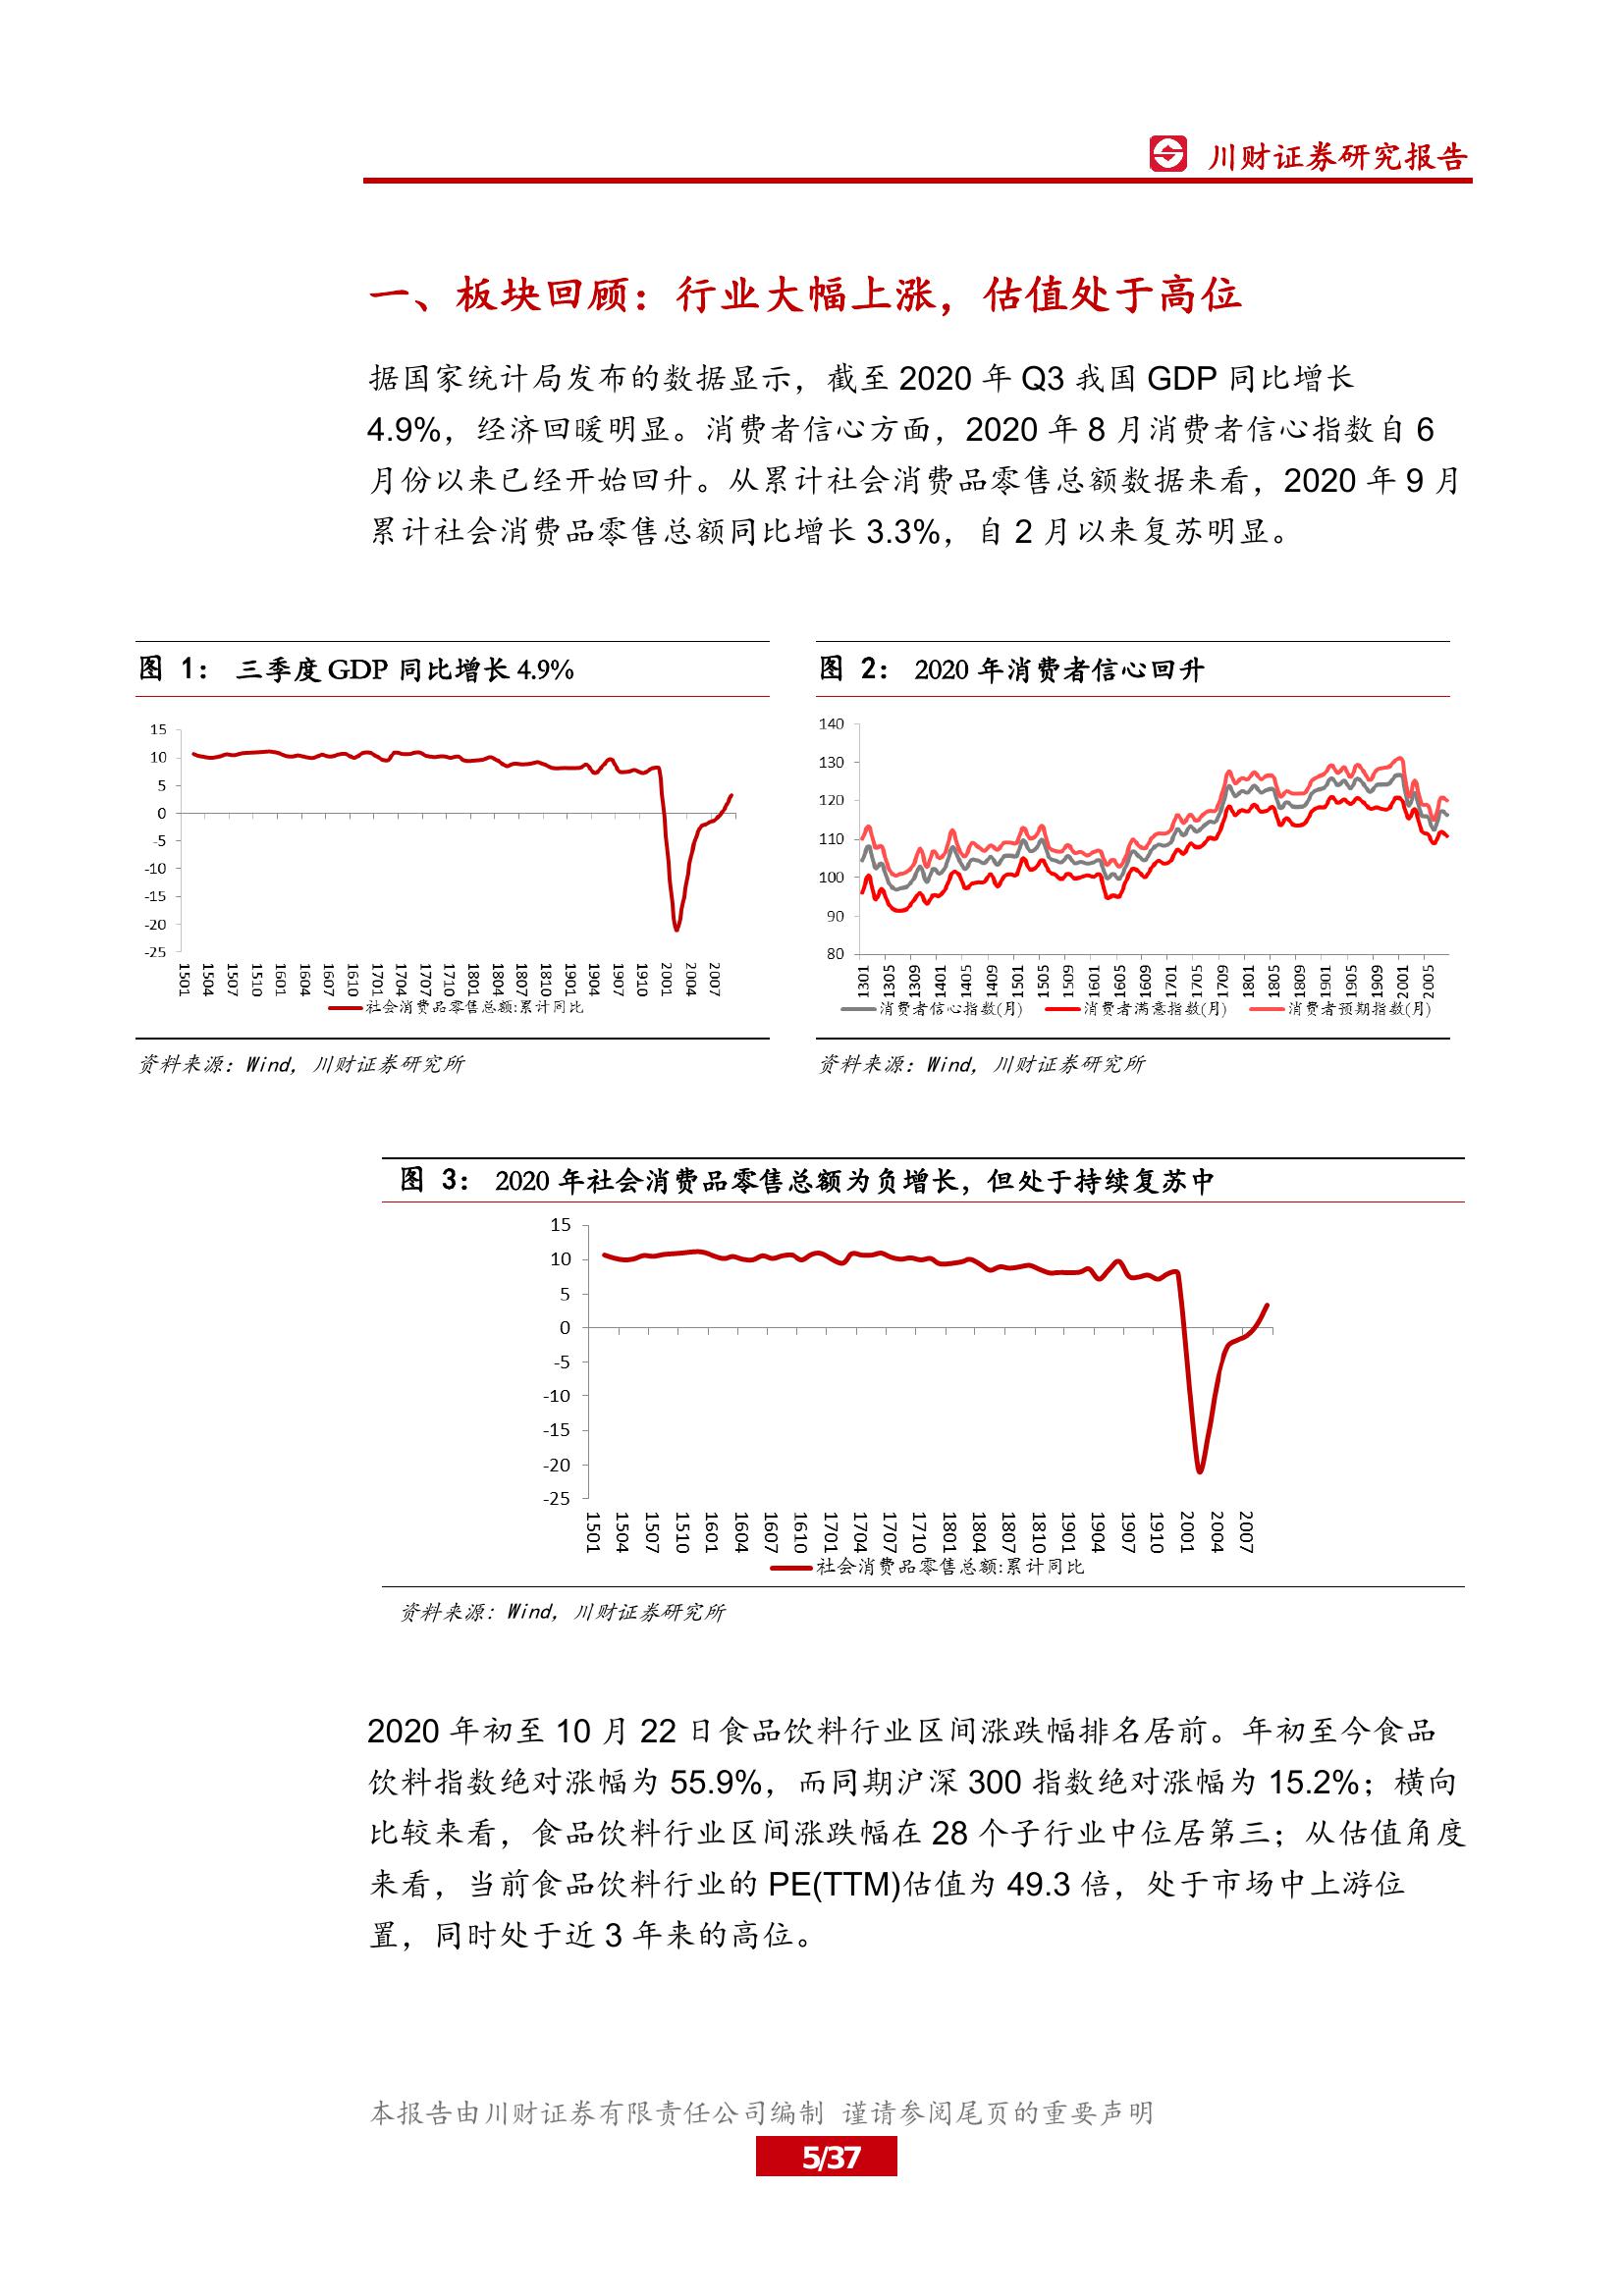 川财证券研究报告
一、板块回顾：行业大幅上涨，估值处于高位
据国家统计局发布的数据显示，截至 2020 年 Q3 我国 GDP 同比增长
4.9%，经济回暖明显。消费者信心方面，2020 年 8 月消费者信心指数自 6
月份以来已经开始回升。从累计社会消费品零售总额数据来看，2020 年 9 月
累计社会消费品零售总额同比增长 3.3%，自 2 月以来复苏明显。
图 1： 三季度 GDP 同比增长 4.9%
15
10
5
0
-5
-10
-15
-20
-25
1501 1504 1507 1510 1601 1604 1607 1610 1701 1704 1707 1710 1801 1804 1807 1810 1901 1904 1907 1910 2001 2004 2007
社会消费品零售总额:累计同比
资料来源：Wind，川财证券研究所
图 2： 2020 年消费者信心回升
140
130
120
110
100
90
80
1301 1305 1309 1401 1405 1409 1501 1505 1509 1601 1605 1609 1701 1705 1709 1801 1805 1809 1901 1905 1909 2001 2005
消费者信心指数(月) 消费者满意指数(月) 消费者预期指数(月)
资料来源：Wind，川财证券研究所
图 3： 2020 年社会消费品零售总额为负增长，但处于持续复苏中
15
10
5
0
-5
-10
-15
-20
-25
1501 1504 1507 1510 1601 1604 1607 1610 1701 1704 1707 1710 1801 1804 1807 1810 1901 1904 1907 1910 2001 2004 2007
社会消费品零售总额:累计同比
资料来源：Wind，川财证券研究所
2020 年初至 10 月 22 日食品饮料行业区间涨跌幅排名居前。年初至今食品
饮料指数绝对涨幅为 55.9%，而同期沪深 300 指数绝对涨幅为 15.2%；横向
比较来看，食品饮料行业区间涨跌幅在 28 个子行业中位居第三；从估值角度
来看，当前食品饮料行业的 PE(TTM)估值为 49.3 倍，处于市场中上游位
置，同时处于近 3 年来的高位。
本报告由川财证券有限责任公司编制 谨请参阅尾页的重要声明
5/37